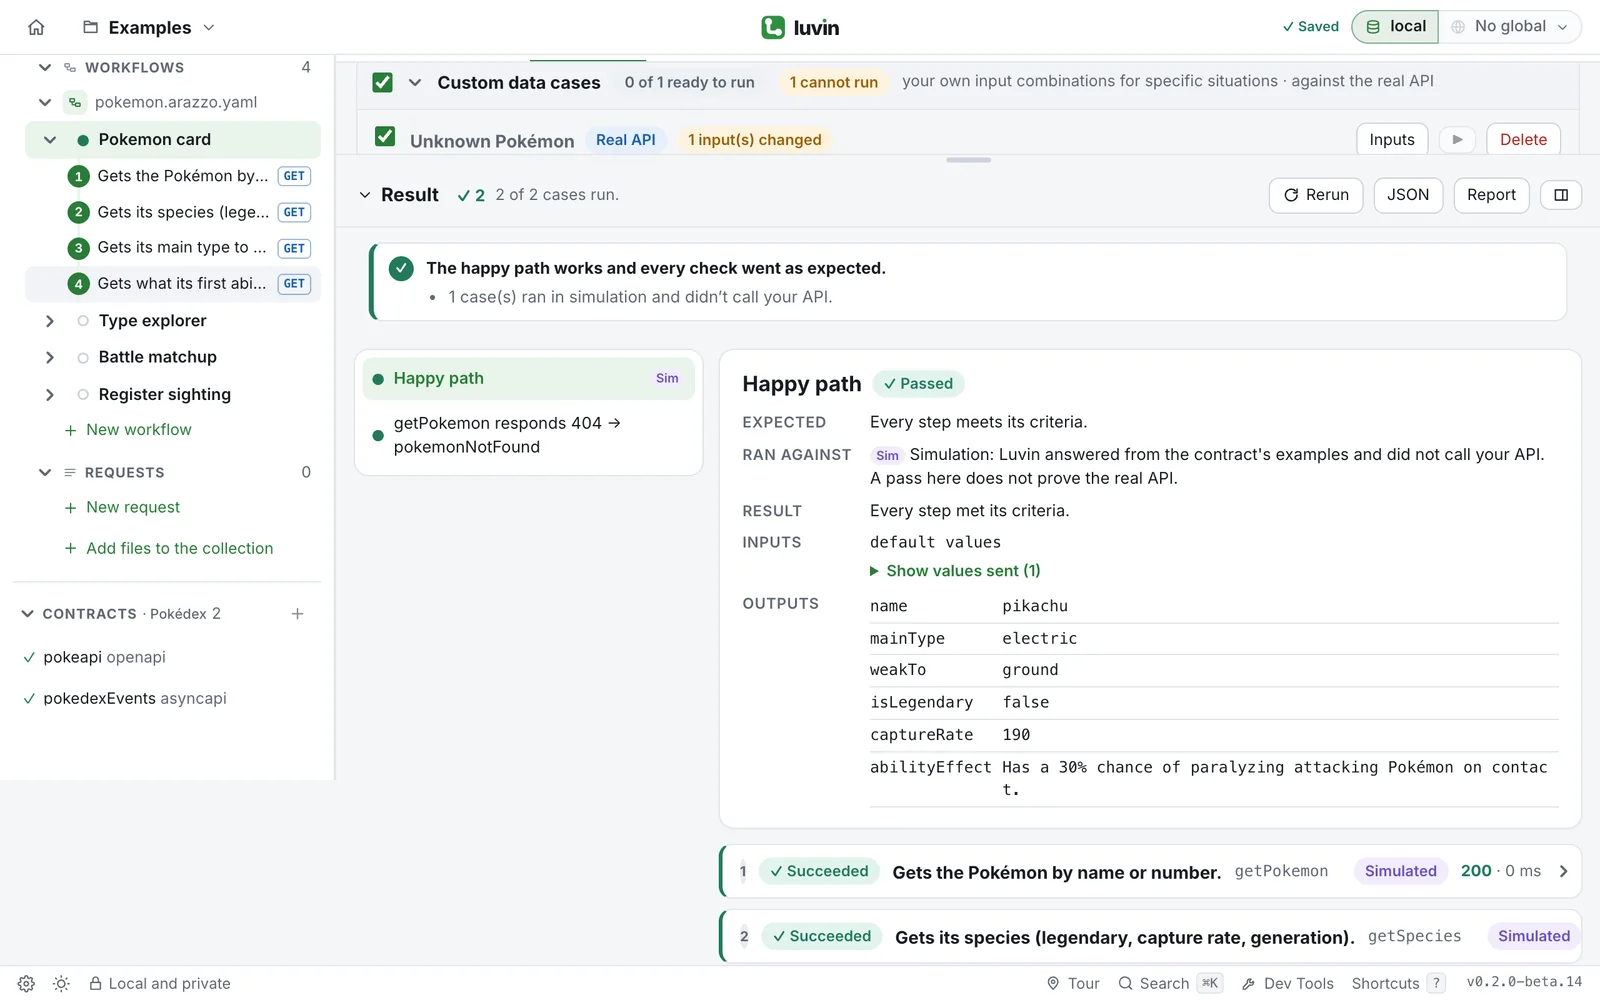 Examples
luvin
Saved
local
No global
WORKFLOWS 4
pokemon.arazzo.yaml
Pokemon card
1 Gets the Pokémon by... GET
2 Gets its species (lege... GET
3 Gets its main type to ... GET
4 Gets what its first abi... GET
Type explorer
Battle matchup
Register sighting
+ New workflow
REQUESTS 0
+ New request
+ Add files to the collection
CONTRACTS · Pokédex 2 +
pokeapi openapi
pokedexEvents asyncapi
Custom data cases 0 of 1 ready to run 1 cannot run your own input combinations for specific situations · against the real API
Unknown Pokémon Real API 1 input(s) changed Inputs Delete
Result 2 2 of 2 cases run. Rerun JSON Report
The happy path works and every check went as expected.
• 1 case(s) ran in simulation and didn’t call your API.
Happy path Sim
getPokemon responds 404 →
pokemonNotFound
Happy path Passed
EXPECTED Every step meets its criteria.
RAN AGAINST Sim Simulation: Luvin answered from the contract's examples and did not call your API.
A pass here does not prove the real API.
RESULT Every step met its criteria.
INPUTS default values
Show values sent (1)
OUTPUTS name pikachu
mainType electric
weakTo ground
isLegendary false
captureRate 190
abilityEffect Has a 30% chance of paralyzing attacking Pokémon on contac
t.
1 Succeeded Gets the Pokémon by name or number. getPokemon Simulated 200 · 0 ms
2 Succeeded Gets its species (legendary, capture rate, generation). getSpecies Simulated
Local and private
Tour
Search ⌘K
Dev Tools
Shortcuts ?
v0.2.0-beta.14